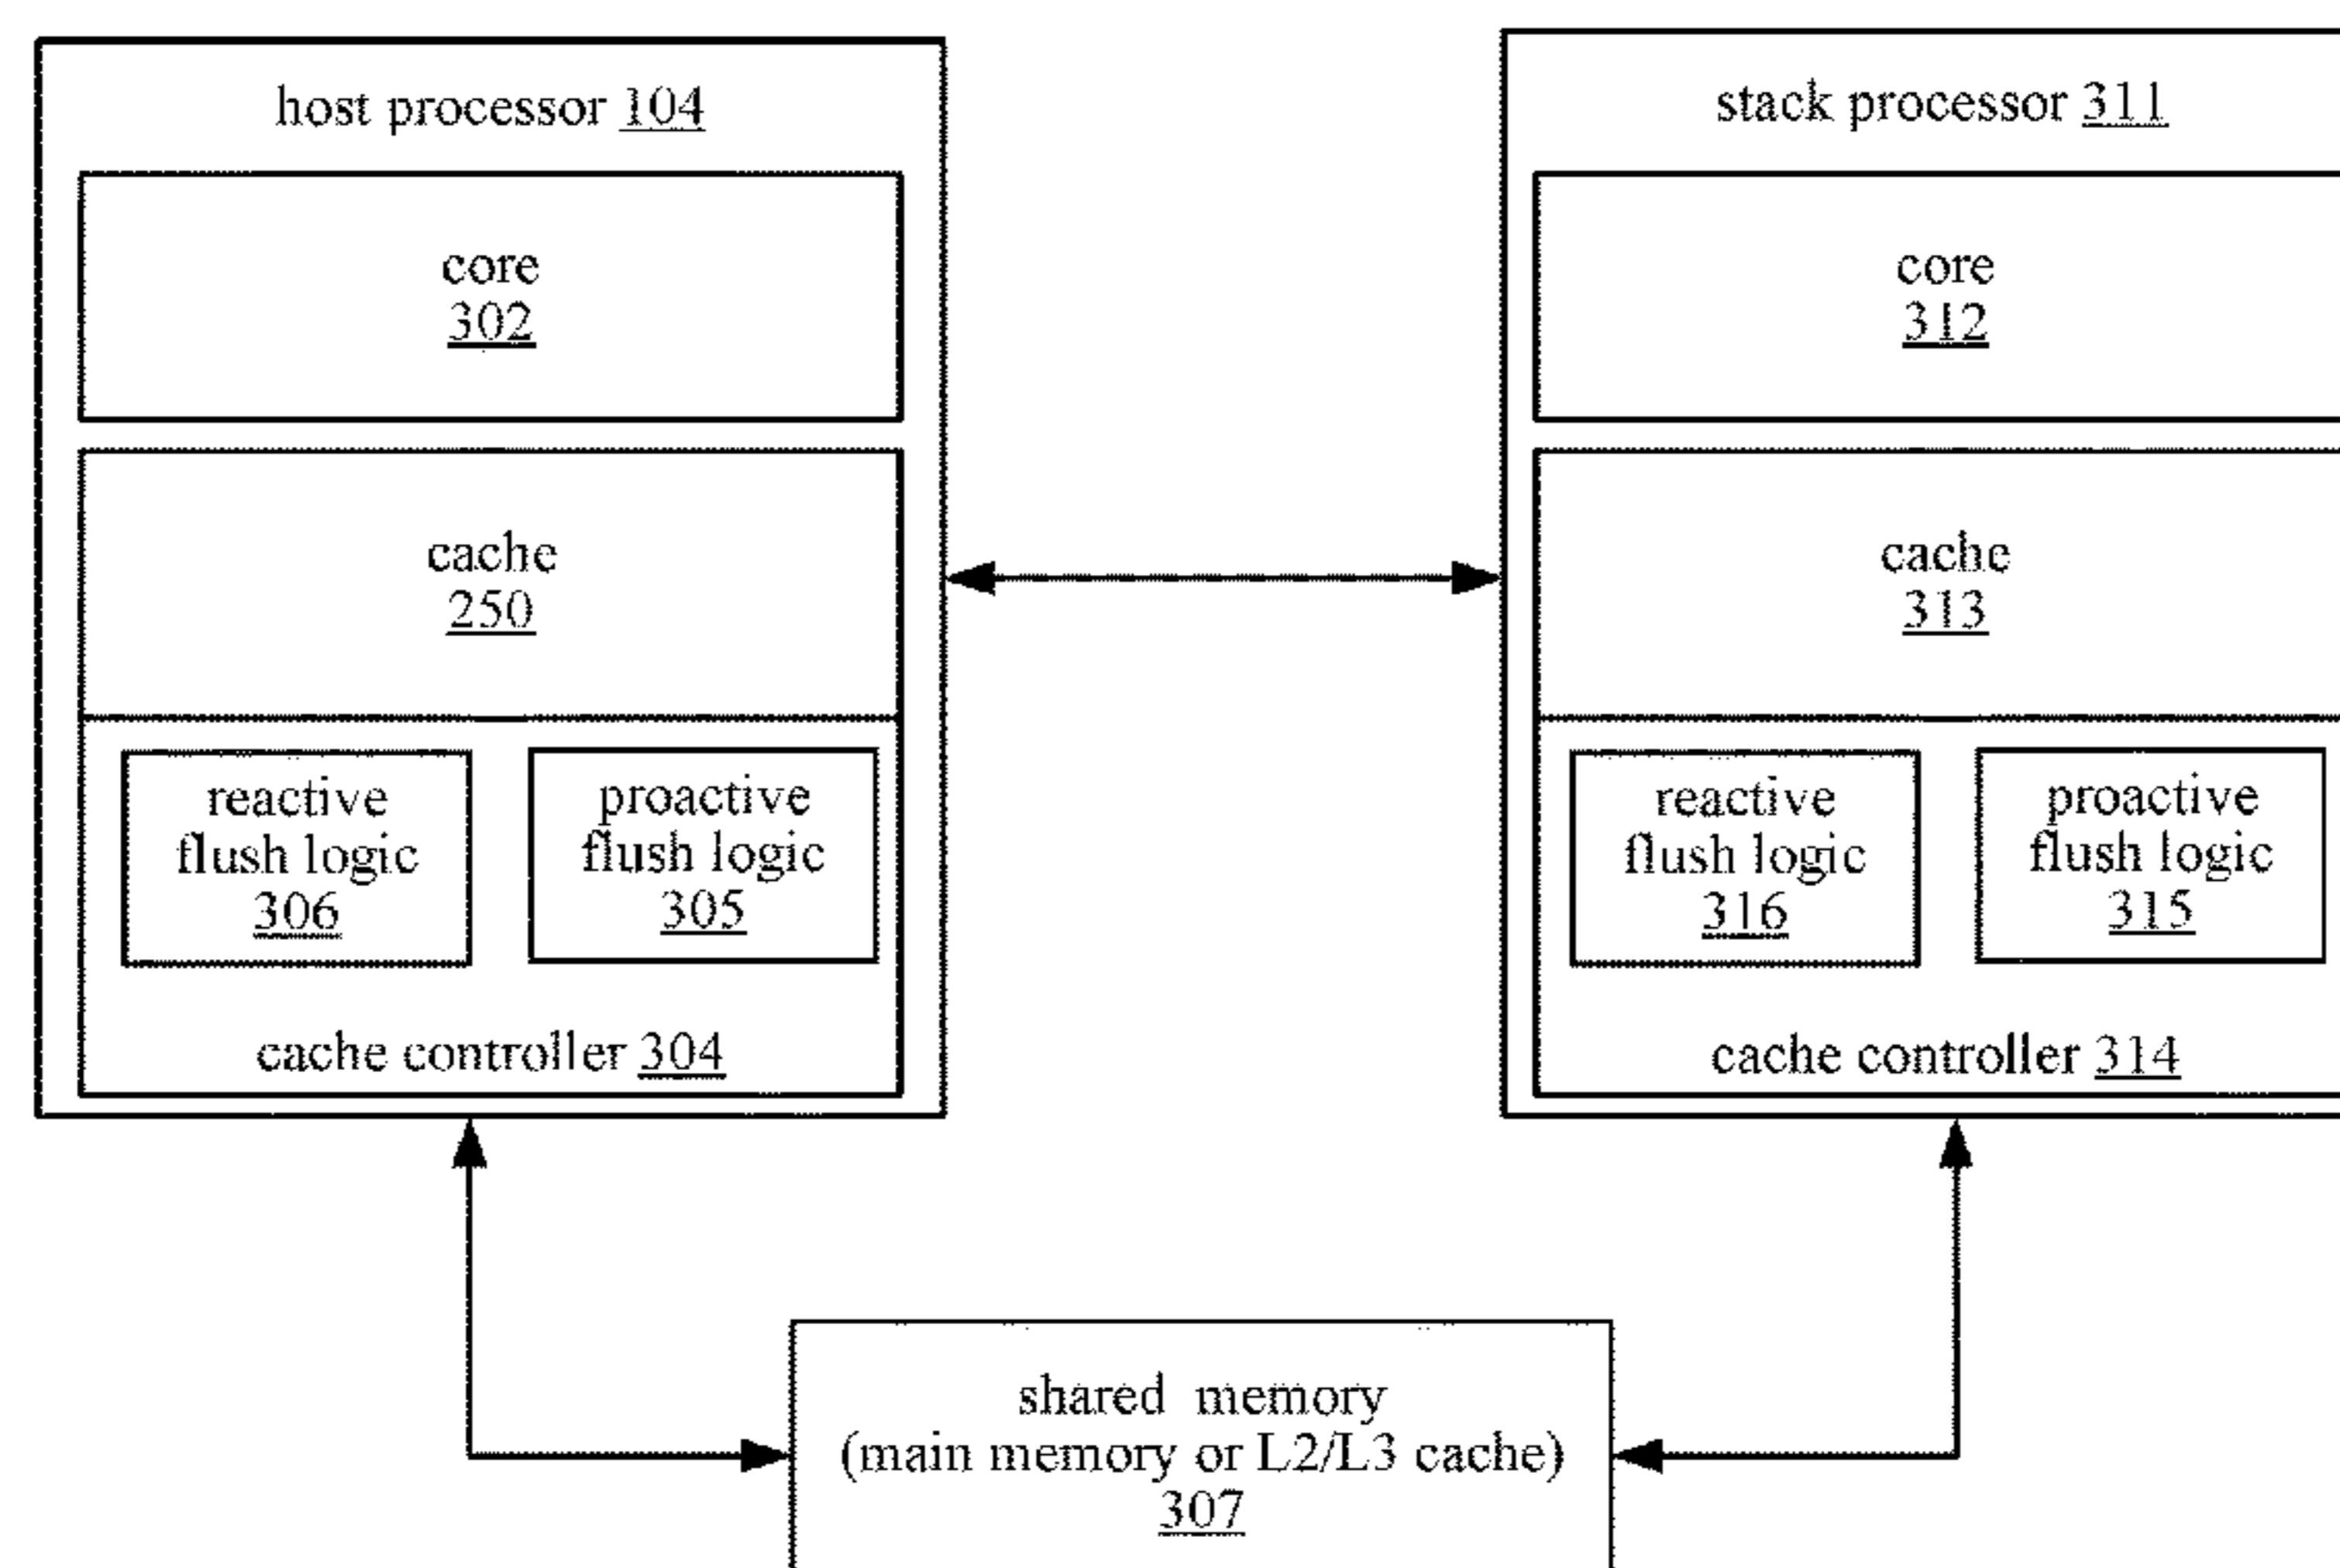 host processor 104
core
302
cache
250
reactive
flush logic
306
proactive
flush logic
305
cache controller 304
stack processor 311
core
312
cache
313
reactive
flush logic
316
proactive
flush logic
315
cache controller 314
shared memory
(main memory or L2/L3 cache)
307